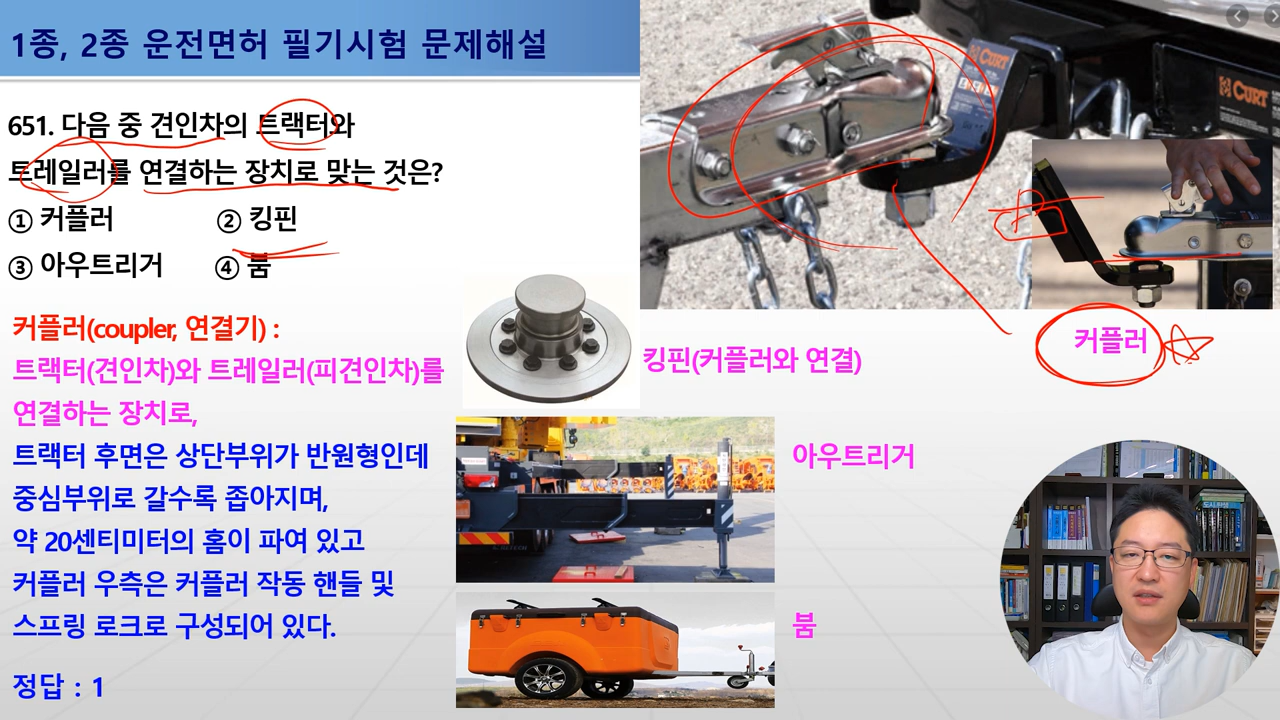 1종, 2종 운전면허 필기시험 문제해설
651. 다음 중 견인차의 트랙터와
트레일러를 연결하는 장치로 맞는 것은?
① 커플러 ② 킹핀
③ 아우트리거 ④ 붐
커플러(coupler, 연결기) :
트랙터(견인차)와 트레일러(피견인차)를
연결하는 장치로,
트랙터 후면은 상단부위가 반원형인데
중심부위로 갈수록 좁아지며,
약 20센티미터의 홈이 파여 있고
커플러 우측은 커플러 작동 핸들 및
스프링 로크로 구성되어 있다.
정답 : 1
CURT
CURT
커플러
킹핀(커플러와 연결)
아우트리거
붐